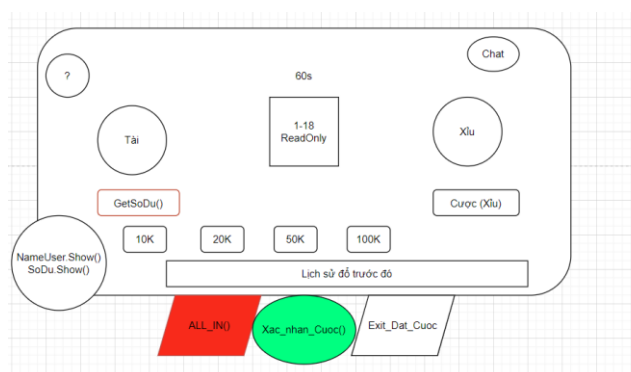 Chat
?
60s
1-18
ReadOnly
Tài
Xỉu
GetSoDu()
Cược (Xỉu)
10K
20K
50K
100K
NameUser.Show()
SoDu.Show()
Lịch sử đổ trước đó
ALL_IN()
Xac_nhan_Cuoc()
Exit_Dat_Cuoc